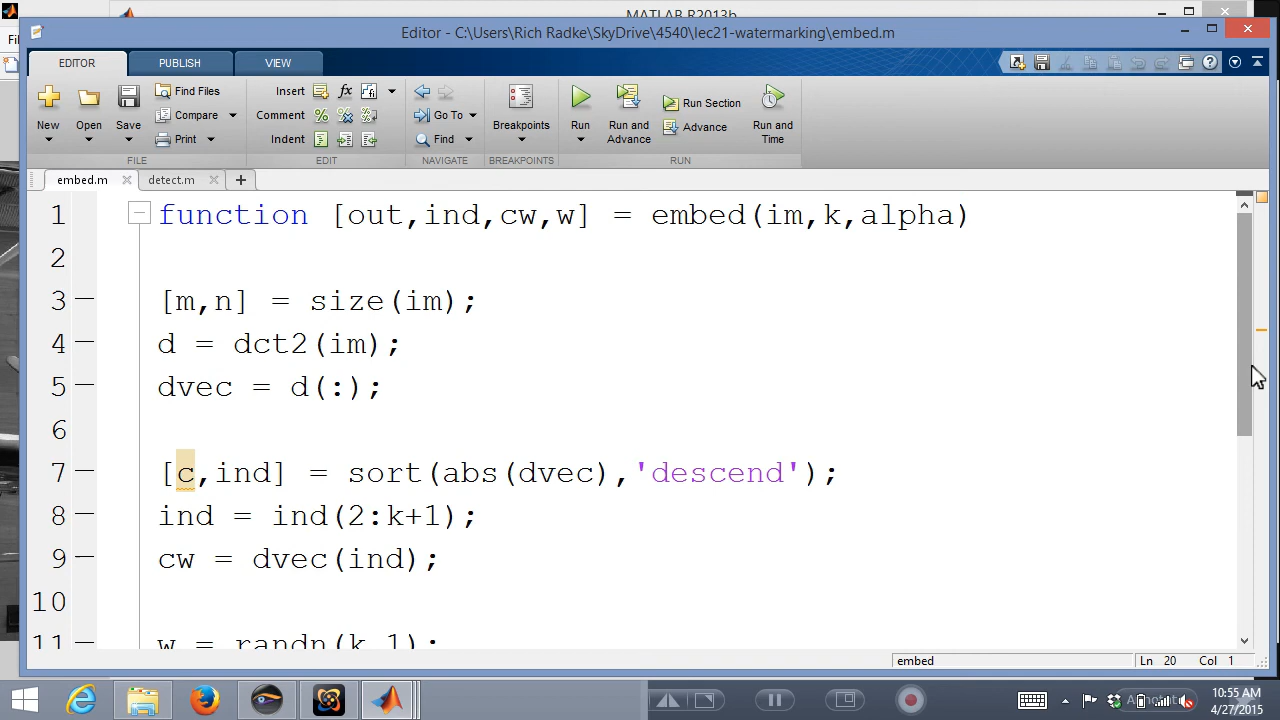 MATLAB R2013b
Editor - C:\Users\Rich Radke\SkyDrive\4540\lec21-watermarking\embed.m
EDITOR PUBLISH VIEW
New Open Save Find Files Compare Print
FILE
Insert fx Comment Indent
EDIT
Go To Find
NAVIGATE
Breakpoints
BREAKPOINTS
Run Run and Advance Run Section Advance Run and Time
RUN
embed.m detect.m
1 function [out,ind,cw,w] = embed(im,k,alpha)
2
3 [m,n] = size(im);
4 d = dct2(im);
5 dvec = d(:);
6
7 [c,ind] = sort(abs(dvec),'descend');
8 ind = ind(2:k+1);
9 cw = dvec(ind);
10
11 w = randn(k,1);
embed Ln 20 Col 1
10:55 AM
4/27/2015